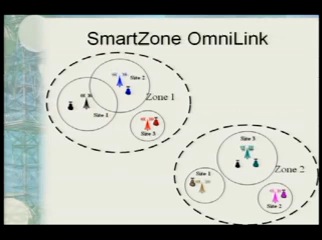 SmartZone OmniLink
Site 2
Site 1
Zone 1
Site 3
Site 3
Site 1
Zone 2
Site 2